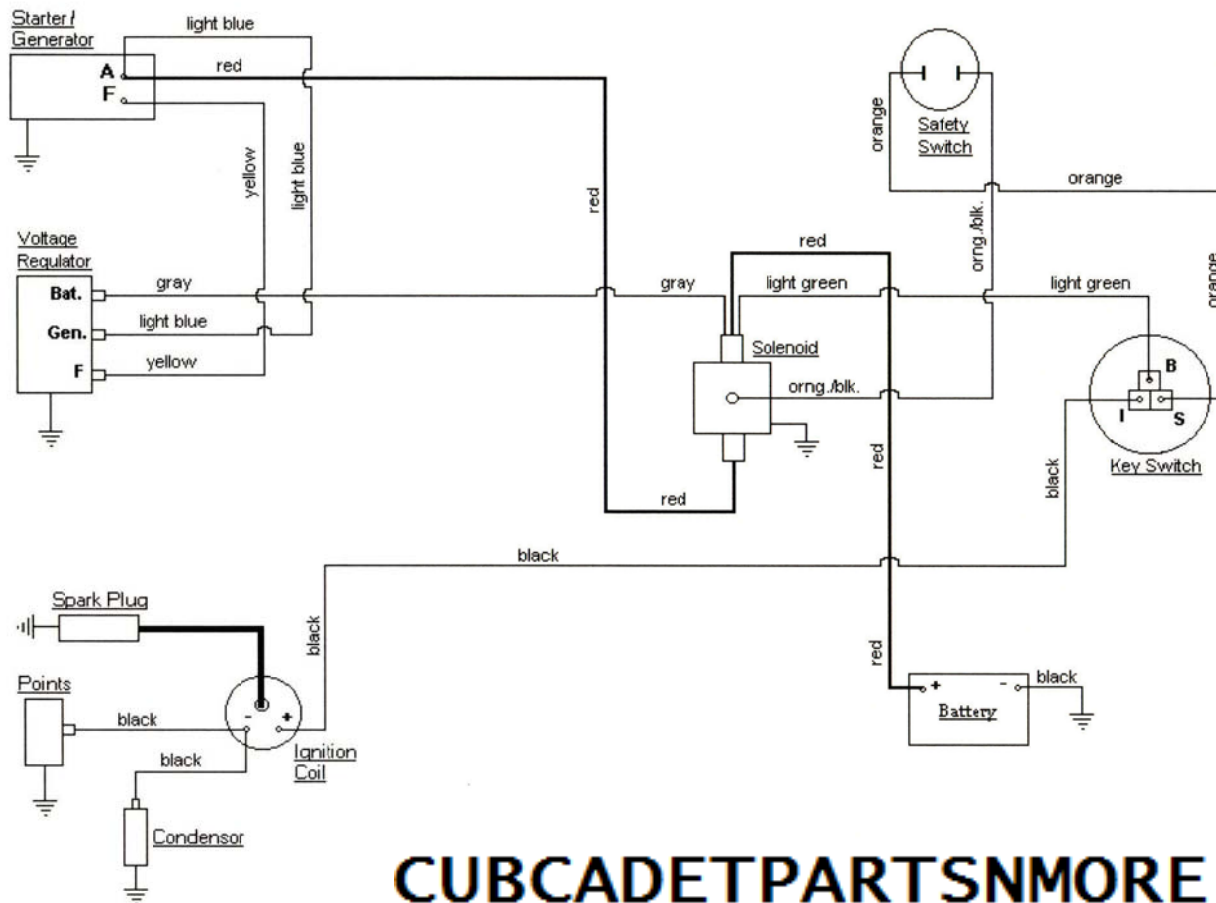 Starter/
Generator
A
F
light blue
red
yellow
light blue
red
Safety
Switch
orange
orange
orng./blk.
orange
Voltage
Regulator
Bat.
Gen.
F
gray
light blue
yellow
gray
red
light green
light green
Solenoid
orng./blk.
red
red
B
I
S
Key Switch
black
black
black
Spark Plug
Points
black
black
- +
Ignition
Coil
Condensor
red
+ -
Battery
black
CUBCADETPARTSNMORE